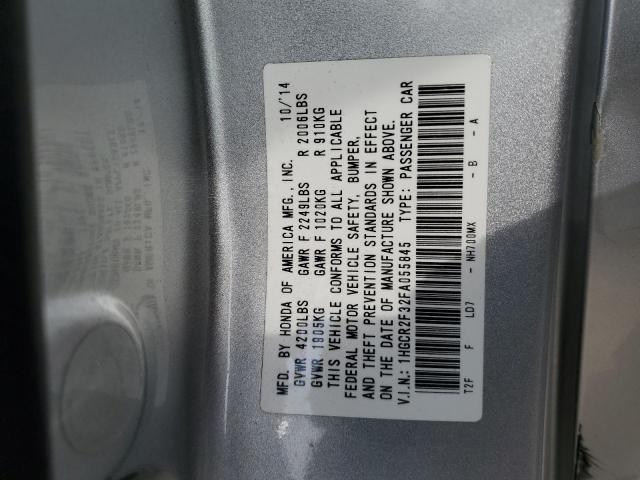 MFD. BY HONDA OF AMERICA MFG., INC. 10/'14
GVWR 4200LBS GAWR F 2249LBS R 2006LBS
GVWR 1905KG GAWR F 1020KG R 910KG
THIS VEHICLE CONFORMS TO ALL APPLICABLE
FEDERAL MOTOR VEHICLE SAFETY, BUMPER,
AND THEFT PREVENTION STANDARDS IN EFFECT
ON THE DATE OF MANUFACTURE SHOWN ABOVE.
V.I.N.: 1HGCR2F32FA055845 TYPE: PASSENGER CAR
T2F F LD7 - NH700MX - B - A